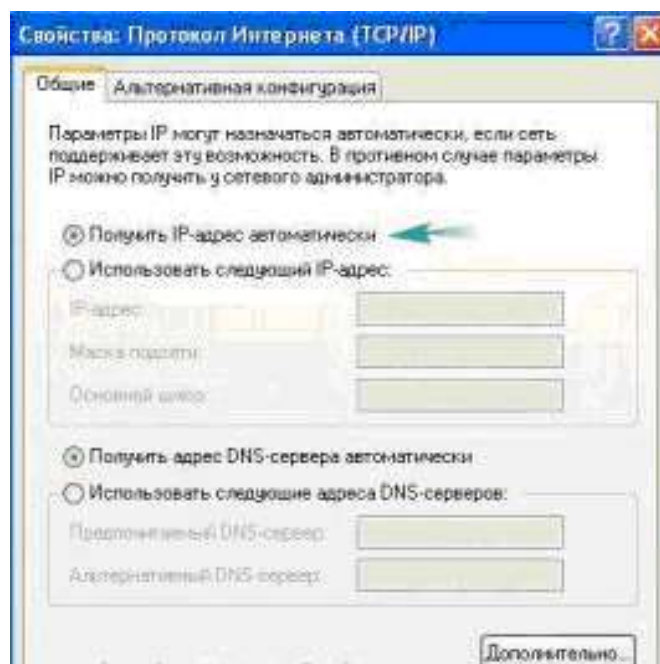 Свойства: Протокол Интернета (TCP/IP)
Общие
Альтернативная конфигурация
Параметры IP могут назначаться автоматически, если сеть
поддерживает эту возможность. В противном случае параметры
IP можно получить у сетевого администратора.
Получить IP-адрес автоматически
Использовать следующий IP-адрес:
IP-адрес:
Маска подсети:
Основной шлюз:
Получить адрес DNS-сервера автоматически
Использовать следующие адреса DNS-серверов:
Предпочитаемый DNS-сервер:
Альтернативный DNS-сервер:
Дополнительно...